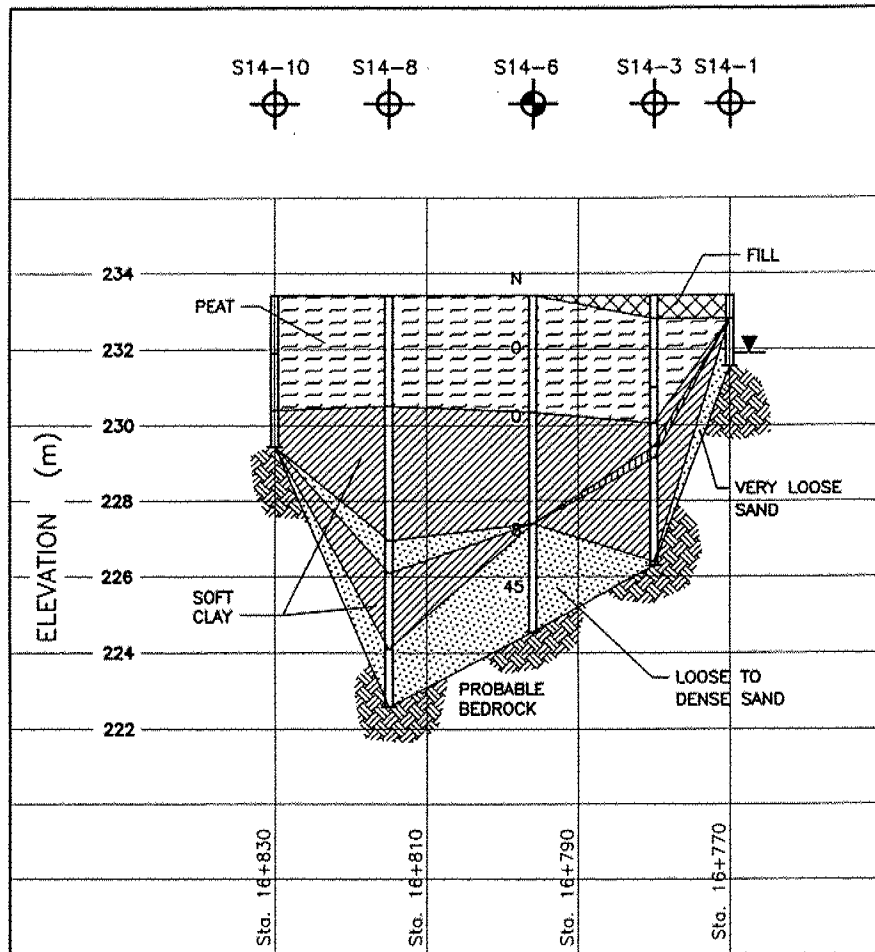 S14-10 S14-8 S14-6 S14-3 S14-1
FILL
234
N
PEAT
232
0
230
0
ELEVATION (m)
228
VERY LOOSE
SAND
8
226
45
SOFT
CLAY
224
LOOSE TO
DENSE SAND
PROBABLE
BEDROCK
222
Sta. 16+830
Sta. 16+810
Sta. 16+790
Sta. 16+770